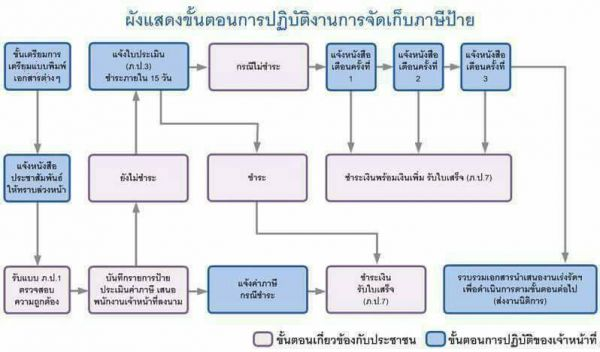 ผังแสดงขั้นตอนการปฏิบัติงานการจัดเก็บภาษีป้าย
ขั้นเตรียมการ
เตรียมแบบพิมพ์
เอกสารต่างๆ
แจ้งใบประเมิน
(ภ.ป.3)
ชำระภายใน 15 วัน
กรณีไม่ชำระ
แจ้งหนังสือ
เตือนครั้งที่
1
แจ้งหนังสือ
เตือนครั้งที่
2
แจ้งหนังสือ
เตือนครั้งที่
3
แจ้งหนังสือ
ประชาสัมพันธ์
ให้ทราบล่วงหน้า
ยังไม่ชำระ
ชำระ
ชำระเงินพร้อมเงินเพิ่ม รับใบเสร็จ (ภ.ป.7)
รับแบบ ภ.ป.1
ตรวจสอบ
ความถูกต้อง
บันทึกรายการป้าย
ประเมินค่าภาษี เสนอ
พนักงานเจ้าหน้าที่ลงนาม
แจ้งค่าภาษี
กรณีชำระ
ชำระเงิน
รับใบเสร็จ
(ภ.ป.7)
รวบรวมเอกสารนำเสนองานเร่งรัดฯ
เพื่อดำเนินการตามขั้นตอนต่อไป
(ส่งงานนิติการ)
ขั้นตอนเกี่ยวข้องกับประชาชน
ขั้นตอนการปฏิบัติของเจ้าหน้าที่